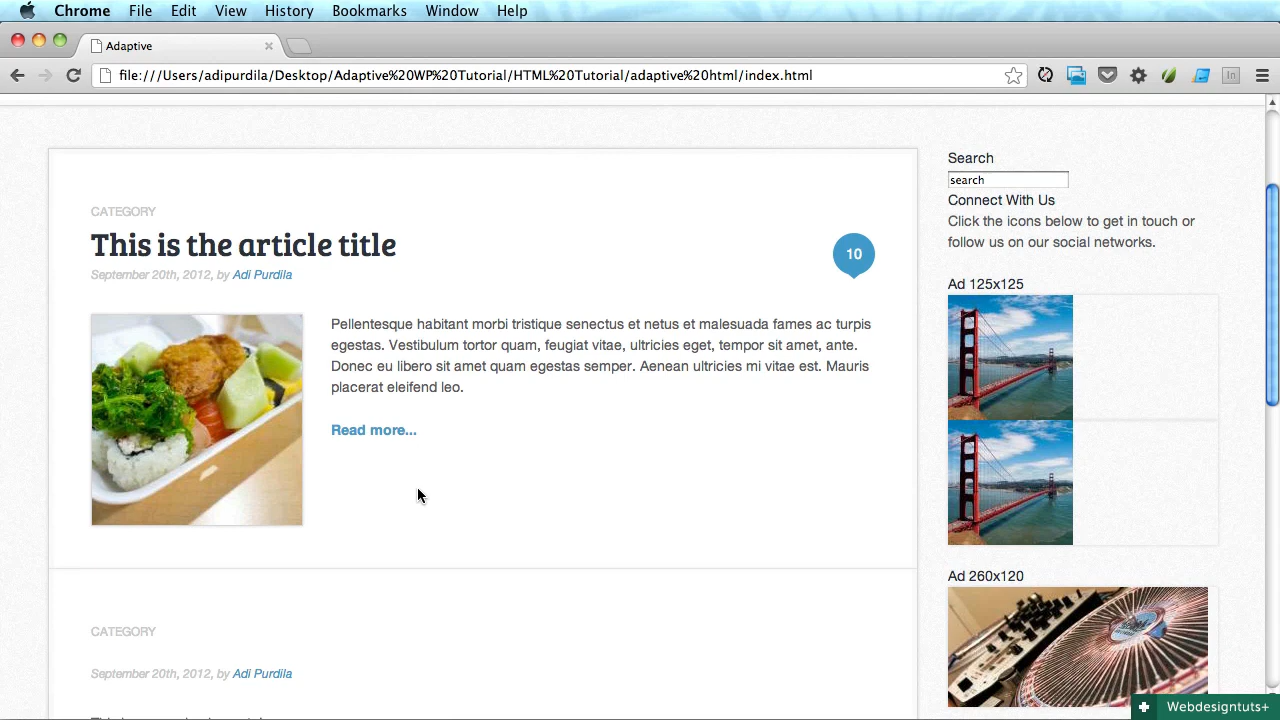 Chrome File Edit View History Bookmarks Window Help
Adaptive
file:///Users/adipurdila/Desktop/Adaptive%20WP%20Tutorial/HTML%20Tutorial/adaptive%20html/index.html
CATEGORY
This is the article title
September 20th, 2012, by Adi Purdila
10
Pellentesque habitant morbi tristique senectus et netus et malesuada fames ac turpis
egestas. Vestibulum tortor quam, feugiat vitae, ultricies eget, tempor sit amet, ante.
Donec eu libero sit amet quam egestas semper. Aenean ultricies mi vitae est. Mauris
placerat eleifend leo.
Read more...
CATEGORY
September 20th, 2012, by Adi Purdila
Search
search
Connect With Us
Click the icons below to get in touch or
follow us on our social networks.
Ad 125x125
Ad 260x120
Webdesigntuts+